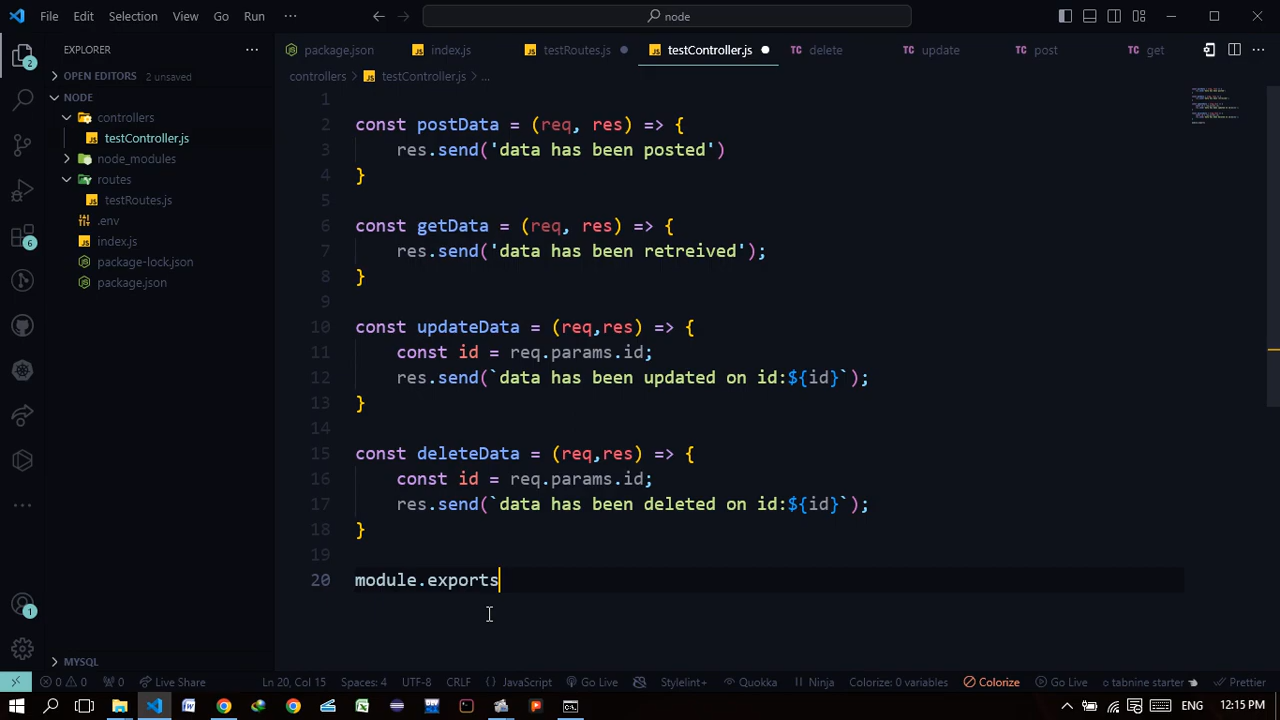 File Edit Selection View Go Run ··· node
EXPLORER ···
package.json index.js testRoutes.js testController.js delete update post get ···
OPEN EDITORS 2 unsaved
controllers > testController.js > ...
NODE
controllers
testController.js
node_modules
routes
testRoutes.js
.env
index.js
package-lock.json
package.json
1
2 const postData = (req, res) => {
3 res.send('data has been posted')
4 }
5
6 const getData = (req, res) => {
7 res.send('data has been retreived');
8 }
9
10 const updateData = (req,res) => {
11 const id = req.params.id;
12 res.send(`data has been updated on id:${id}`);
13 }
14
15 const deleteData = (req,res) => {
16 const id = req.params.id;
17 res.send(`data has been deleted on id:${id}`);
18 }
19
20 module.exports
2
6
1
MYSQL
0 0 0 Live Share Ln 20, Col 15 Spaces: 4 UTF-8 CRLF {} JavaScript Go Live Stylelint+ Quokka Ninja Colorize: 0 variables Colorize Go Live tabnine starter Prettier
ENG 12:15 PM